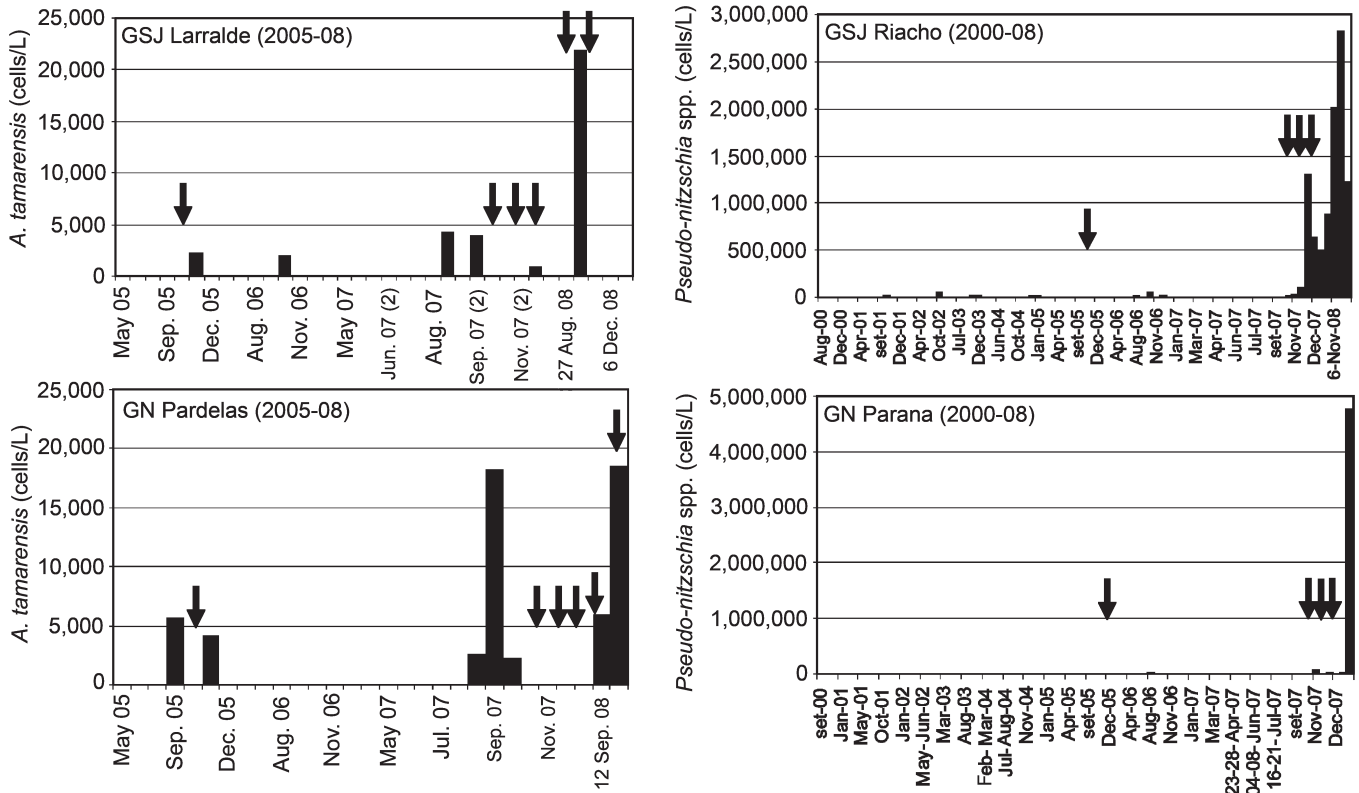 GSJ Larralde (2005-08)
A. tamarensis (cells/L)
25,000
20,000
15,000
10,000
5,000
0
May 05
Sep. 05
Dec. 05
Aug. 06
Nov. 06
May 07
Jun. 07 (2)
Aug. 07
Sep. 07 (2)
Nov. 07 (2)
27 Aug. 08
6 Dec. 08
GSJ Riacho (2000-08)
Pseudo-nitzschia spp. (cells/L)
3,000,000
2,500,000
2,000,000
1,500,000
1,000,000
500,000
0
Aug-00
Dec-00
Apr-01
set-01
Dec-01
Apr-02
Oct-02
Jul-03
Dec-03
Jun-04
Oct-04
Jan-05
Apr-05
set-05
Dec-05
Apr-06
Aug-06
Nov-06
Jan-07
Mar-07
Apr-07
Jun-07
Jul-07
set-07
Nov-07
Dec-07
6-Nov-08
GN Pardelas (2005-08)
A. tamarensis (cells/L)
25,000
20,000
15,000
10,000
5,000
0
May 05
Sep. 05
Dec. 05
Aug. 06
Nov. 06
May 07
Jul. 07
Sep. 07
Nov. 07
12 Sep. 08
GN Parana (2000-08)
Pseudo-nitzschia spp. (cells/L)
5,000,000
4,000,000
3,000,000
2,000,000
1,000,000
0
set-00
Jan-01
May-01
Oct-01
Jan-02
May-Jun-02
Mar-03
Aug-03
Feb- Mar-04
Jul-Aug-04
Nov-04
Jan-05
Apr-05
set-05
Dec-05
Apr-06
Aug-06
Nov-06
Jan-07
Mar-07
23-28- Apr-07
04-08- Jun-07
16-21- Jul-07
set-07
Nov-07
Dec-07